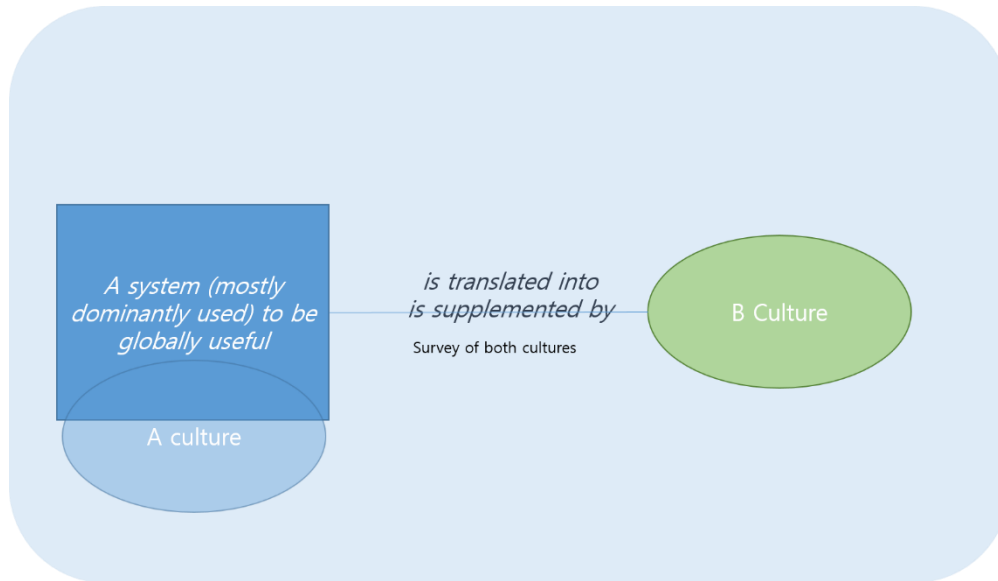 A system (mostly
dominantly used) to be
globally useful
A culture
is translated into
is supplemented by
Survey of both cultures
B Culture